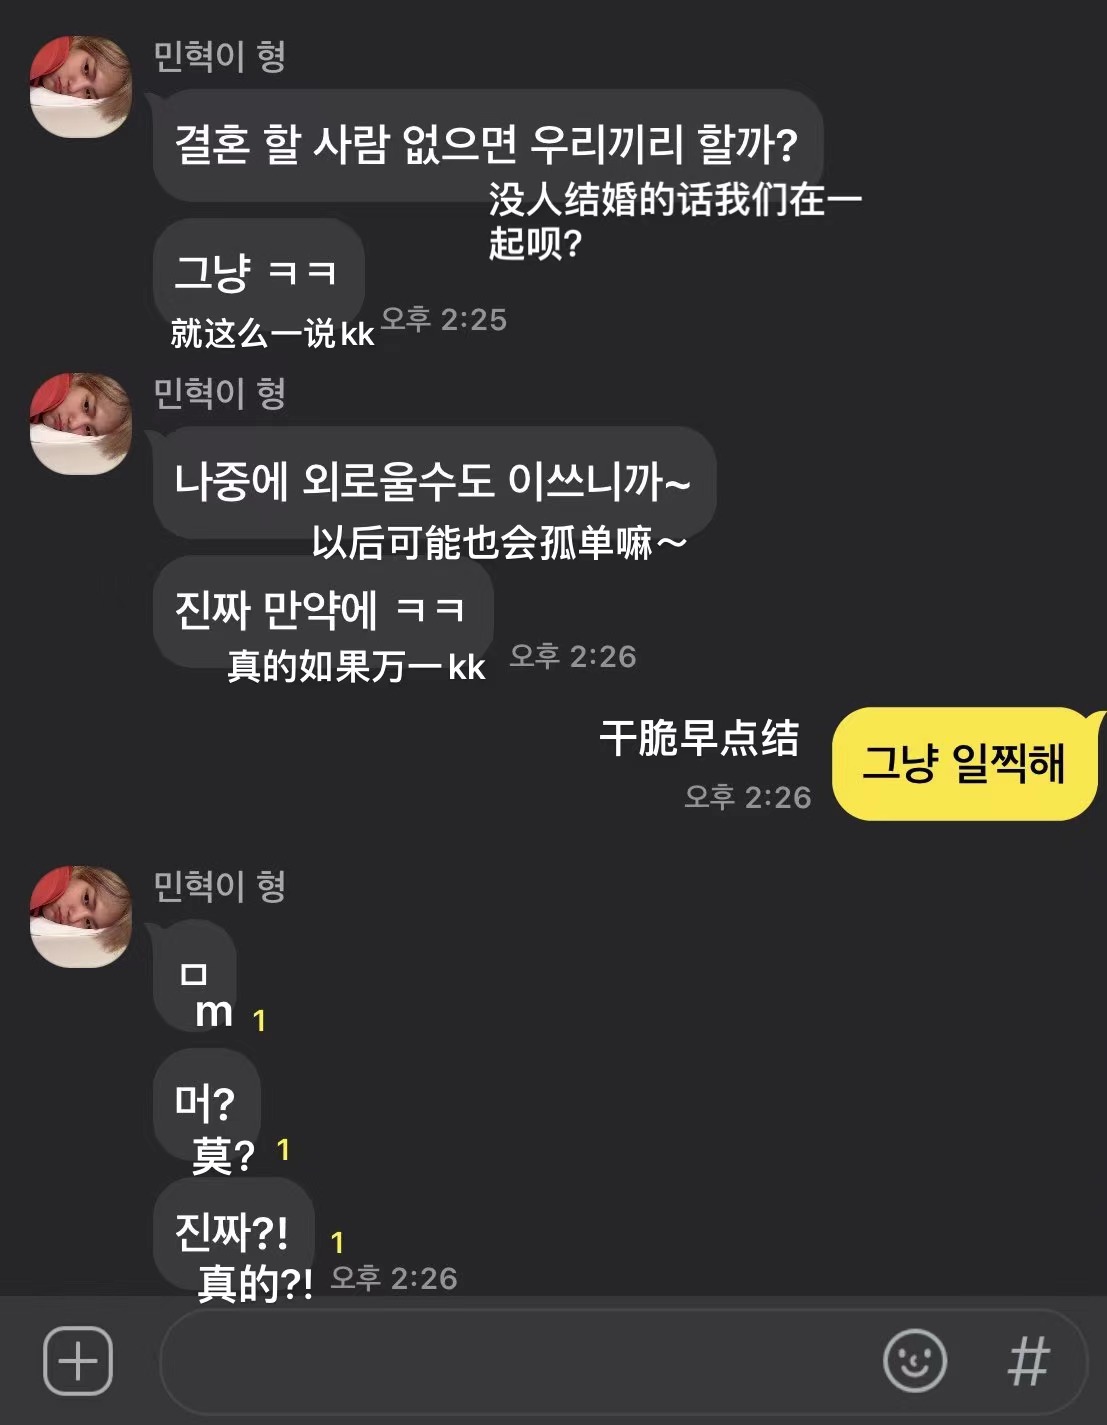 민혁이 형
결혼 할 사람 없으면 우리끼리 할까?
没人结婚的话我们在一
起呗?
그냥 ㅋㅋ
就这么一说kk
오후 2:25
민혁이 형
나중에 외로울수도 이쓰니까~
以后可能也会孤单嘛～
진짜 만약에 ㅋㅋ
真的如果万一kk
오후 2:26
干脆早点结
그냥 일찍해
오후 2:26
민혁이 형
ㅁ
m
1
머?
莫?
1
진짜?!
1
真的?!
오후 2:26
#